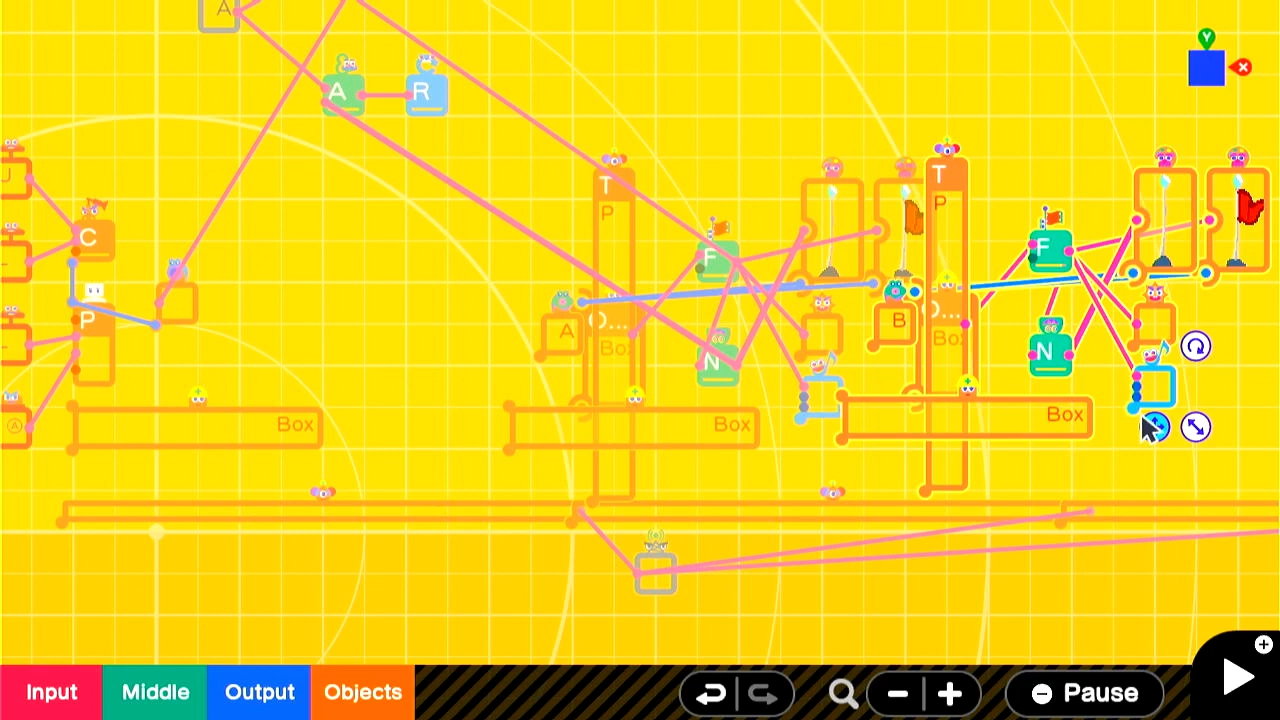 A
Y
X
A
R
T
T
P
P
J
C
F
F
O...
A
B
O...
P
Box
Box
N
N
Box
Box
Box
A
Input
Middle
Output
Objects
Pause